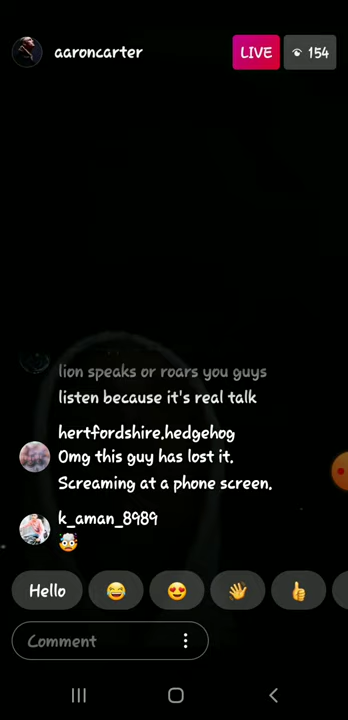 aaroncarter
LIVE
154
lion speaks or roars you guys
listen because it's real talk
hertfordshire.hedgehog
Omg this guy has lost it.
Screaming at a phone screen.
k_aman_8989
🤯
Hello 😅 😍 👋 👍
Comment